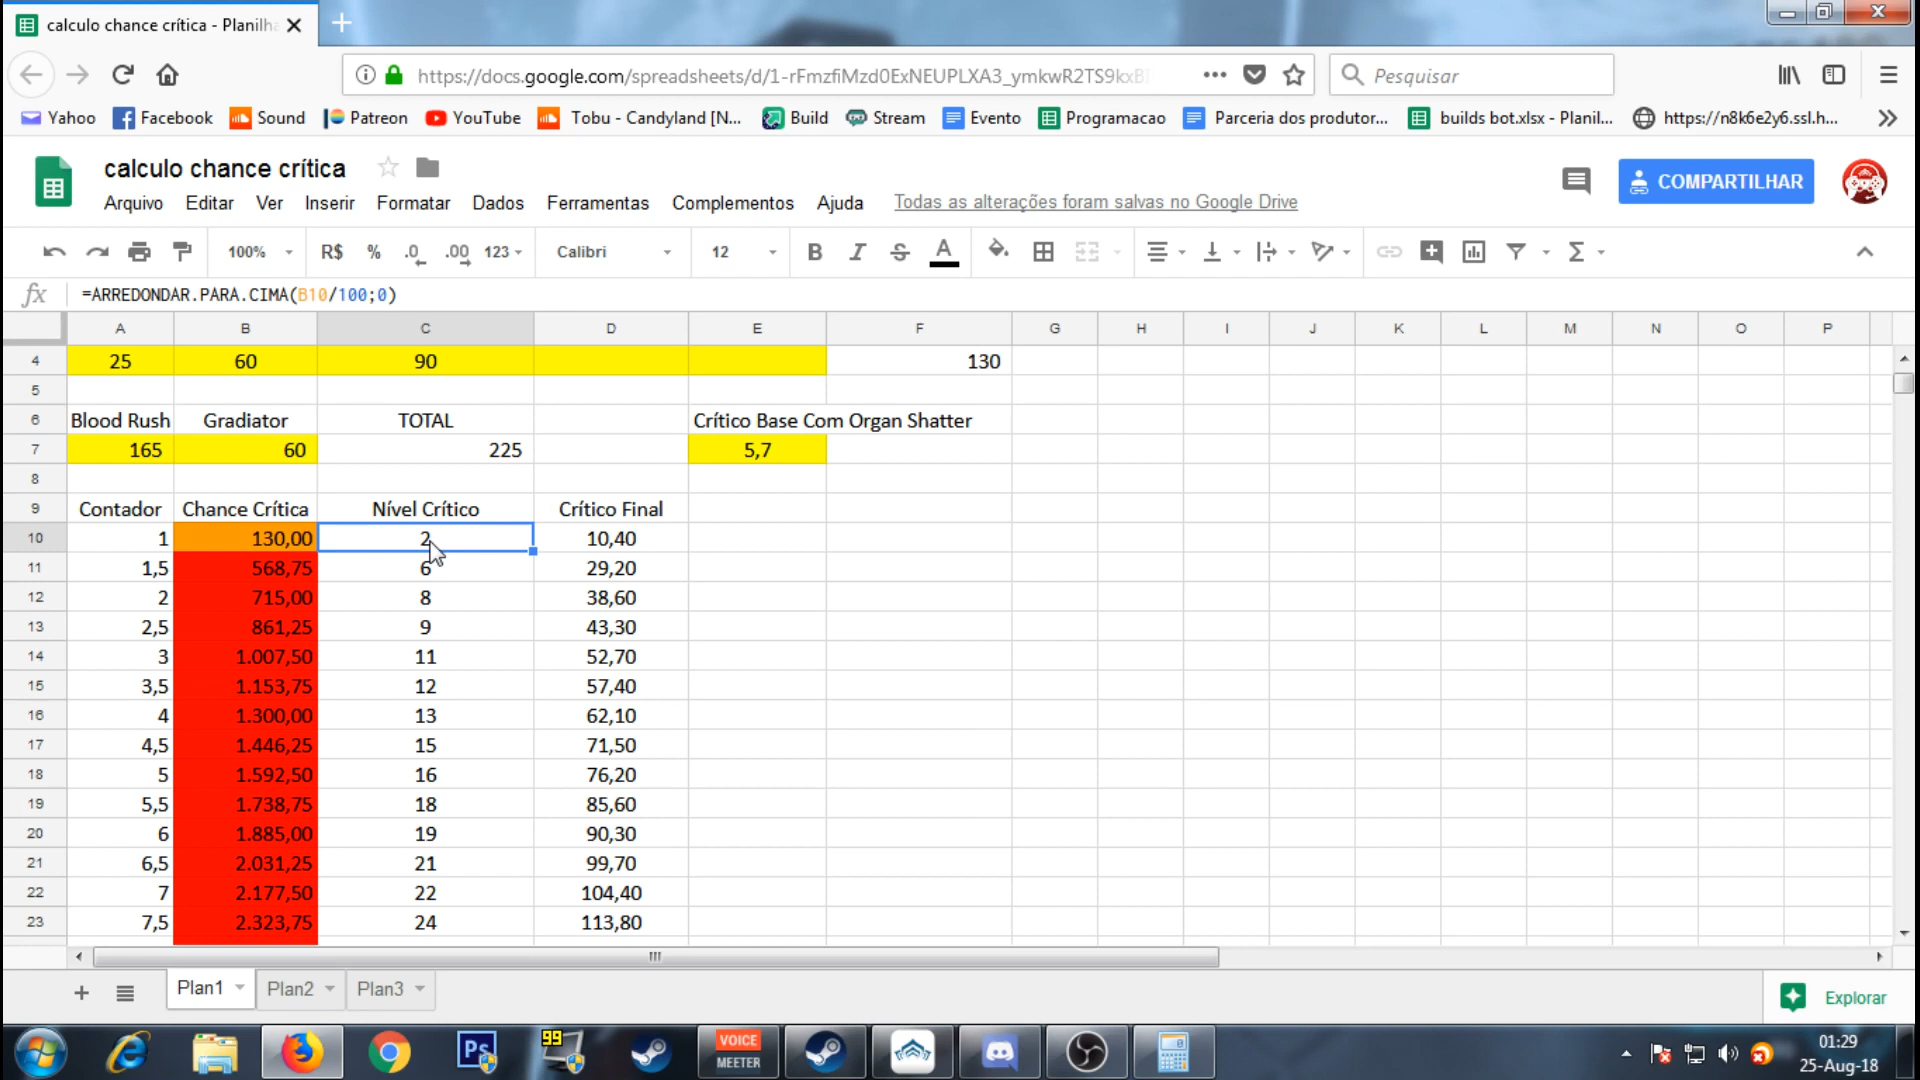 calculo chance crítica - Planilha
https://docs.google.com/spreadsheets/d/1-rFmzfiMzd0ExNEUPLXA3_ymkwR2TS9kxB
Pesquisar
Yahoo Facebook Sound Patreon YouTube Tobu - Candyland [N... Build Stream Evento Programacao Parceria dos produtor... builds bot.xlsx - Planil... https://n8k6e2y6.ssl.h...
calculo chance crítica
COMPARTILHAR
Arquivo Editar Ver Inserir Formatar Dados Ferramentas Complementos Ajuda Todas as alterações foram salvas no Google Drive
100% R$ % .0 .00 123 Calibri 12 B I S A Σ
fx =ARREDONDAR.PARA.CIMA(B10/100;0)
A B C D E F G H I J K L M N O P
4 25 60 90 130
5
6 Blood Rush Gradiator TOTAL Crítico Base Com Organ Shatter
7 165 60 225 5,7
8
9 Contador Chance Crítica Nível Crítico Crítico Final
10 1 130,00 2 10,40
11 1,5 568,75 6 29,20
12 2 715,00 8 38,60
13 2,5 861,25 9 43,30
14 3 1.007,50 11 52,70
15 3,5 1.153,75 12 57,40
16 4 1.300,00 13 62,10
17 4,5 1.446,25 15 71,50
18 5 1.592,50 16 76,20
19 5,5 1.738,75 18 85,60
20 6 1.885,00 19 90,30
21 6,5 2.031,25 21 99,70
22 7 2.177,50 22 104,40
23 7,5 2.323,75 24 113,80
Plan1 Plan2 Plan3
Explorar
Ps 99 VOICE MEETER
01:29
25-Aug-18